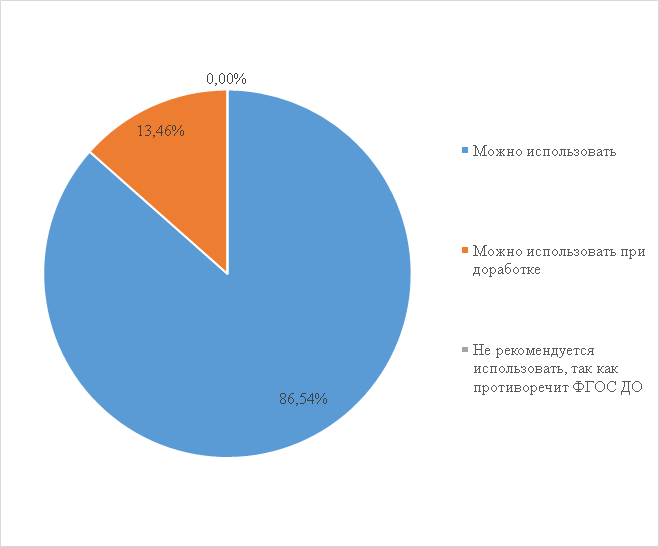 0,00%
13,46%
86,54%
Можно использовать
Можно использовать при
доработке
Не рекомендуется
использовать, так как
противоречит ФГОС ДО